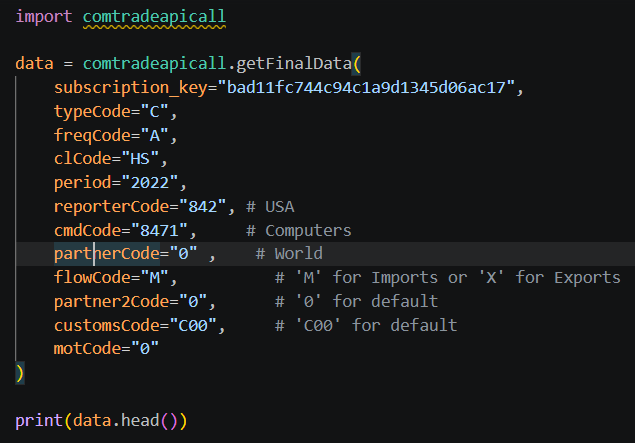 import comtradeapicall
data = comtradeapicall.getFinalData(
subscription_key="bad11fc744c94c1a9d1345d06ac17",
typeCode="C",
freqCode="A",
clCode="HS",
period="2022",
reporterCode="842", # USA
cmdCode="8471", # Computers
partnerCode="0" , # World
flowCode="M", # 'M' for Imports or 'X' for Exports
partner2Code="0", # '0' for default
customsCode="C00", # 'C00' for default
motCode="0"
)
print(data.head())